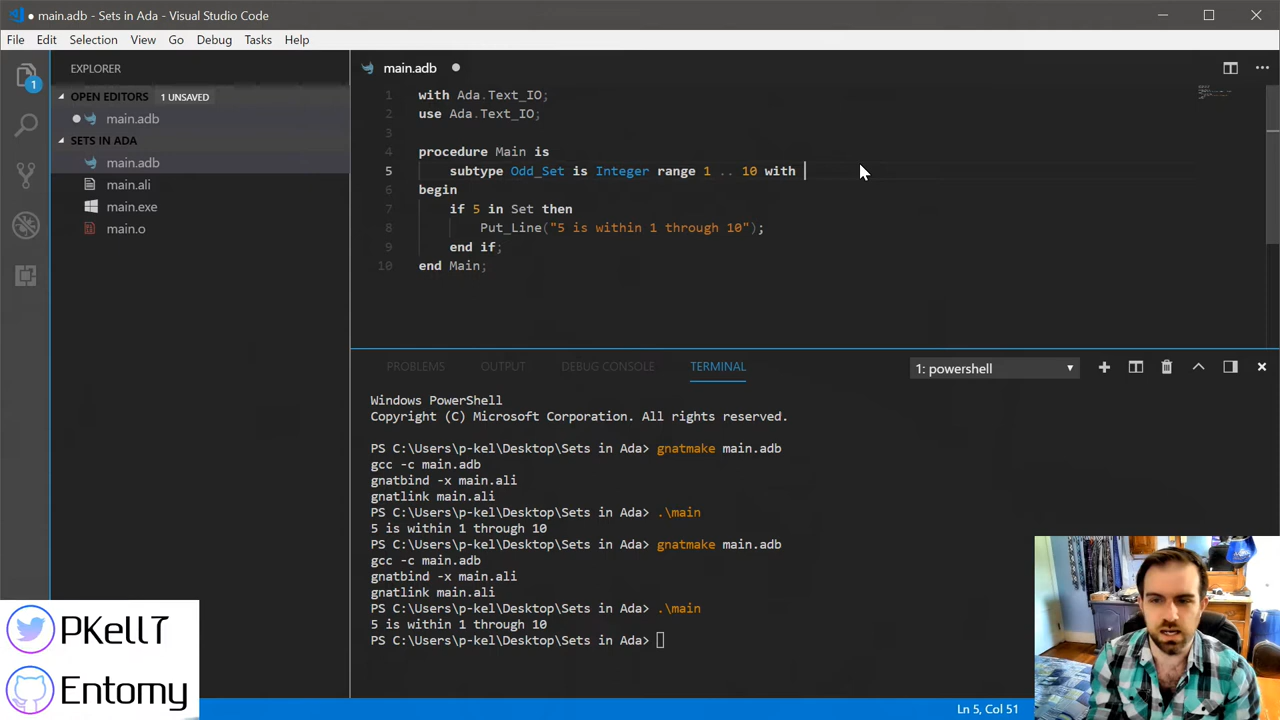 ● main.adb - Sets in Ada - Visual Studio Code
File Edit Selection View Go Debug Tasks Help
1
EXPLORER
OPEN EDITORS 1 UNSAVED
main.adb
SETS IN ADA
main.adb
main.ali
main.exe
main.o
main.adb
1 with Ada.Text_IO;
2 use Ada.Text_IO;
3
4 procedure Main is
5 subtype Odd_Set is Integer range 1 .. 10 with
6 begin
7 if 5 in Set then
8 Put_Line("5 is within 1 through 10");
9 end if;
10 end Main;
PROBLEMS OUTPUT DEBUG CONSOLE TERMINAL 1: powershell
Windows PowerShell
Copyright (C) Microsoft Corporation. All rights reserved.
PS C:\Users\p-kel\Desktop\Sets in Ada> gnatmake main.adb
gcc -c main.adb
gnatbind -x main.ali
gnatlink main.ali
PS C:\Users\p-kel\Desktop\Sets in Ada> .\main
5 is within 1 through 10
PS C:\Users\p-kel\Desktop\Sets in Ada> gnatmake main.adb
gcc -c main.adb
gnatbind -x main.ali
gnatlink main.ali
PS C:\Users\p-kel\Desktop\Sets in Ada> .\main
5 is within 1 through 10
PS C:\Users\p-kel\Desktop\Sets in Ada>
PKell7
Entomy
Ln 5, Col 51